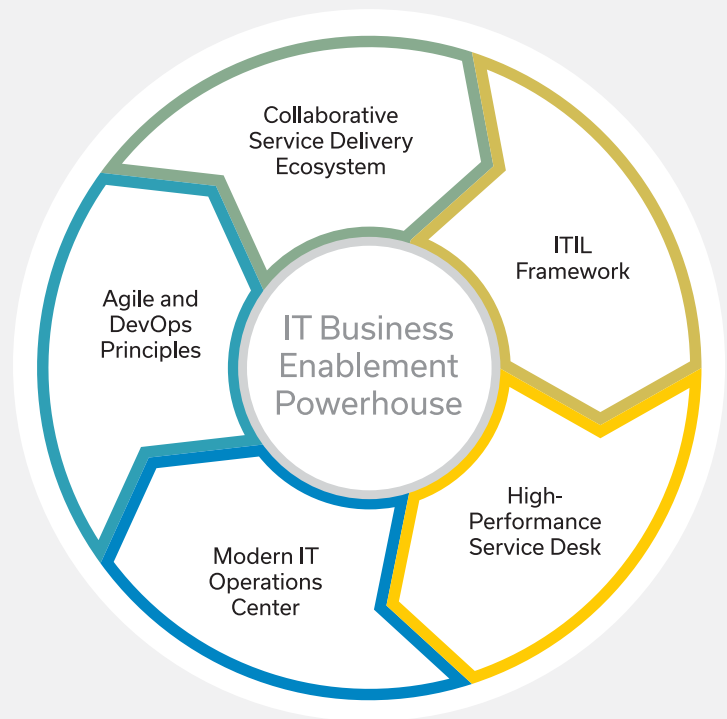 Collaborative
Service Delivery
Ecosystem
ITIL
Framework
High-
Performance
Service Desk
Modern IT
Operations
Center
Agile and
DevOps
Principles
IT Business
Enablement
Powerhouse